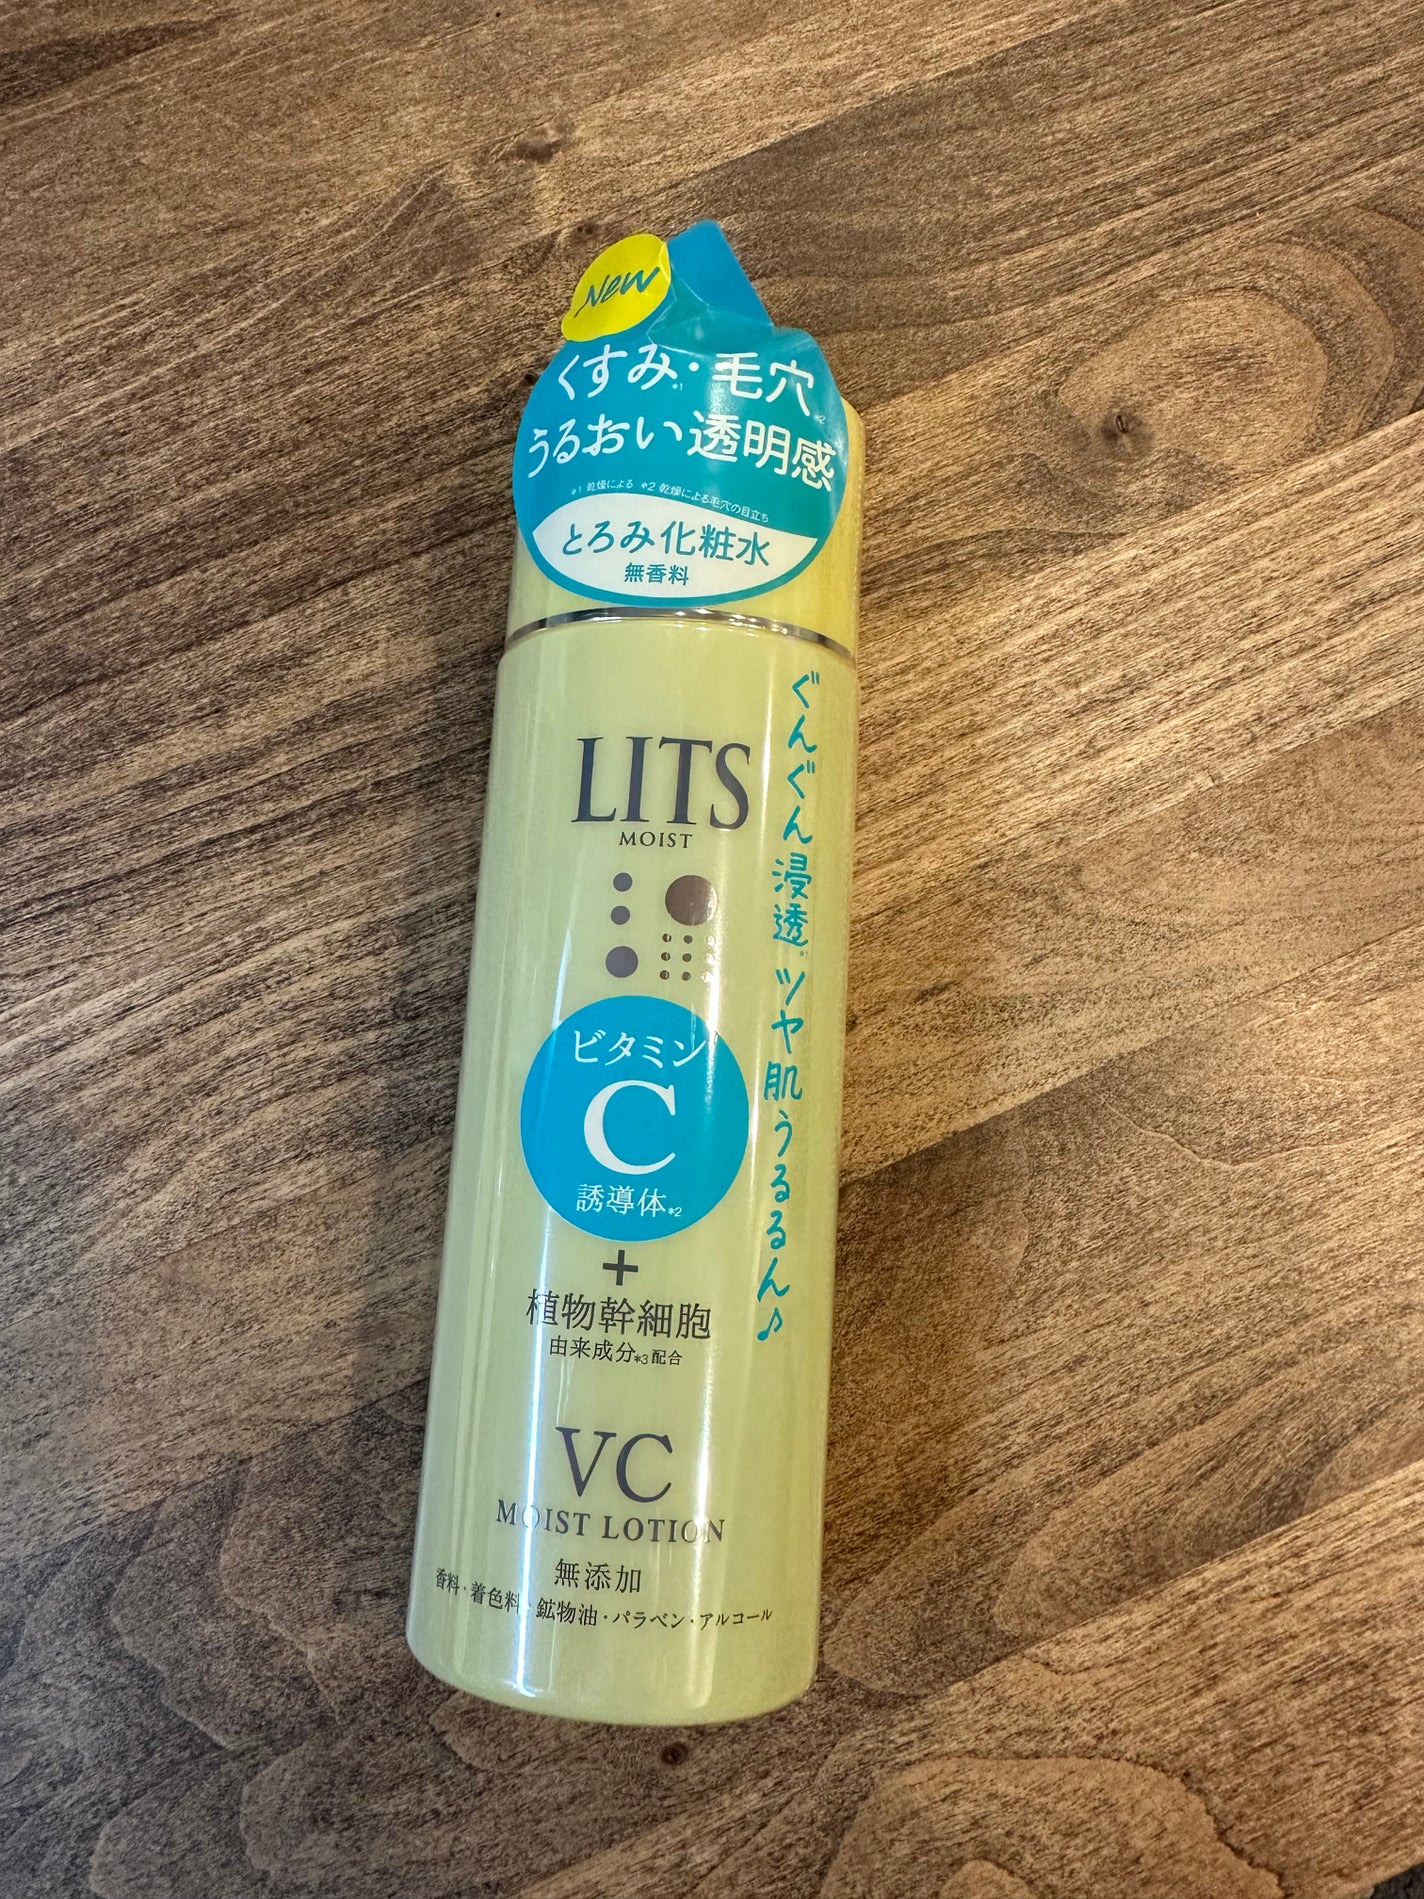 New
くすみ*1・毛穴*2
うるおい透明感
*1 乾燥による *2 乾燥による毛穴の目立ち
とろみ化粧水
無香料
LITS
MOIST
ぐんぐん浸透*1ツヤ肌うるるん♪
ビタミン
C
誘導体*2
+
植物幹細胞
由来成分*3配合
VC
MOIST LOTION
無添加
香料・着色料・鉱物油・パラベン・アルコール